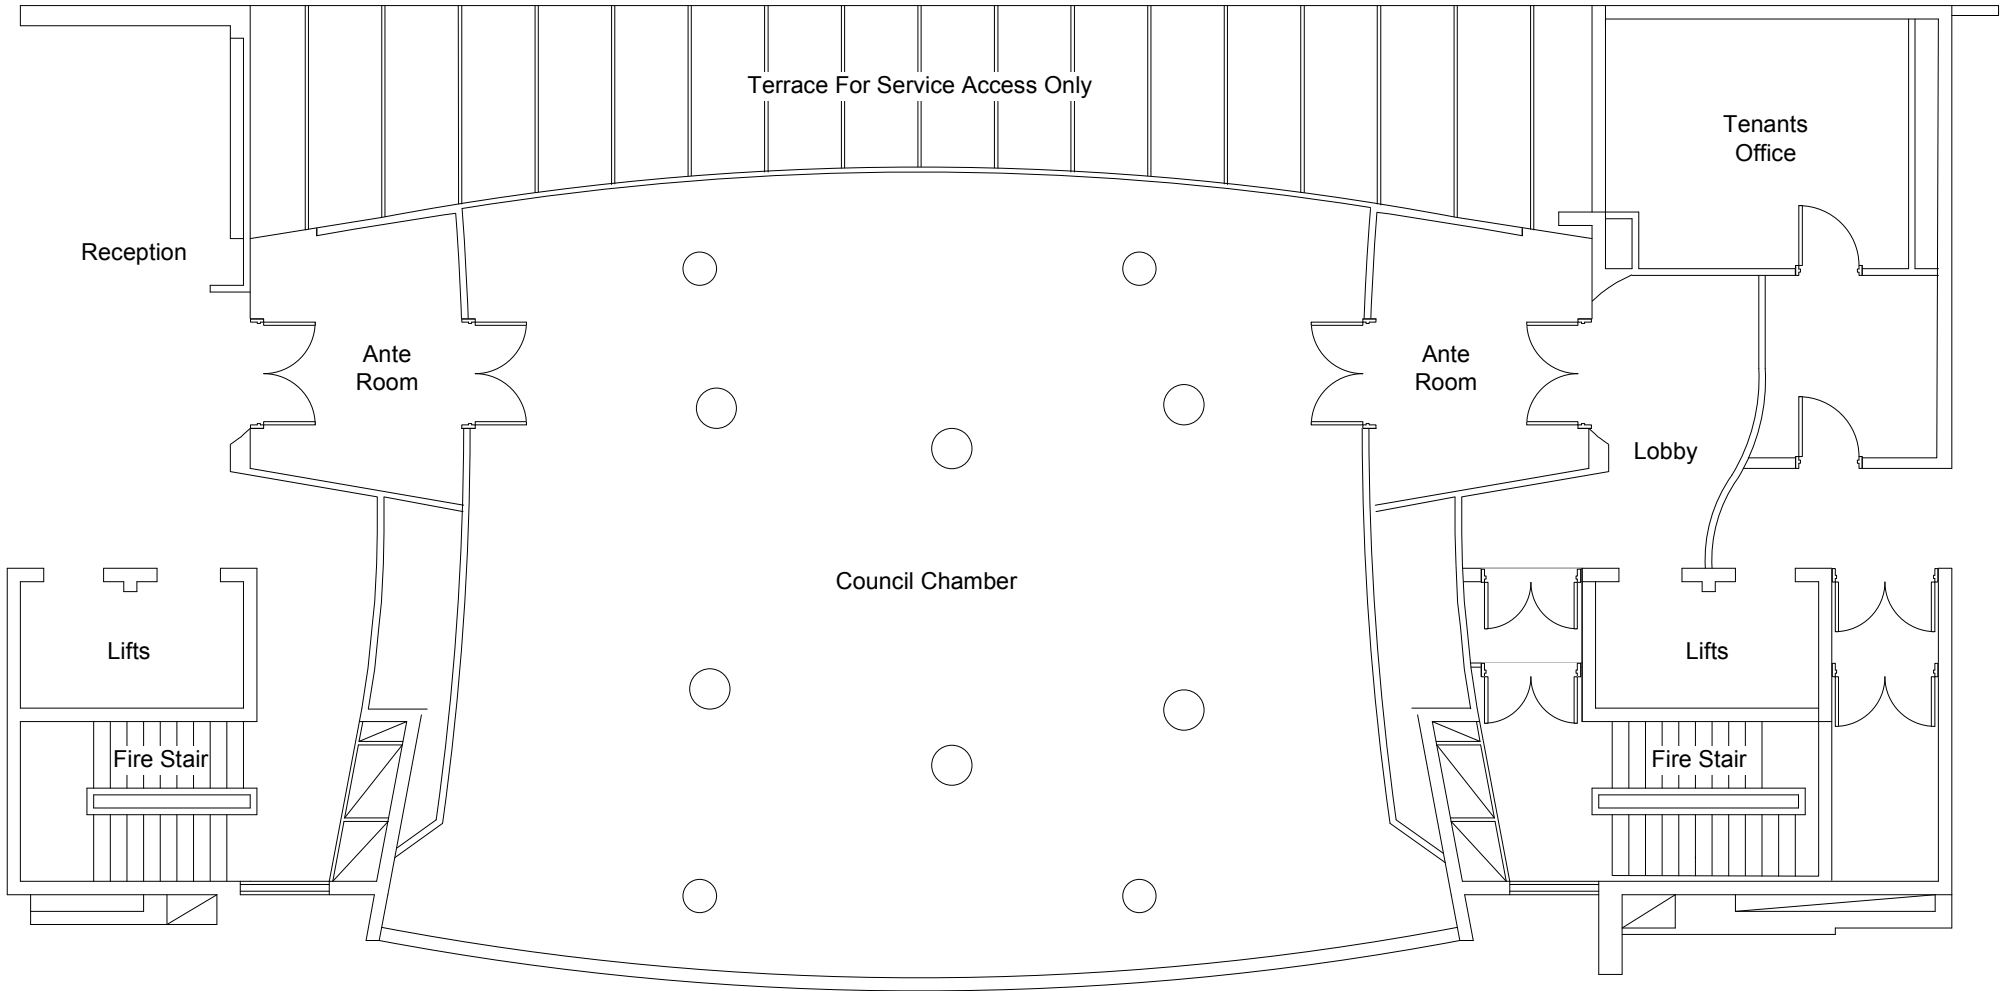 Terrace For Service Access Only
Tenants
Office
Reception
Ante
Room
Ante
Room
Lobby
Council Chamber
Lifts
Lifts
Fire Stair
Fire Stair